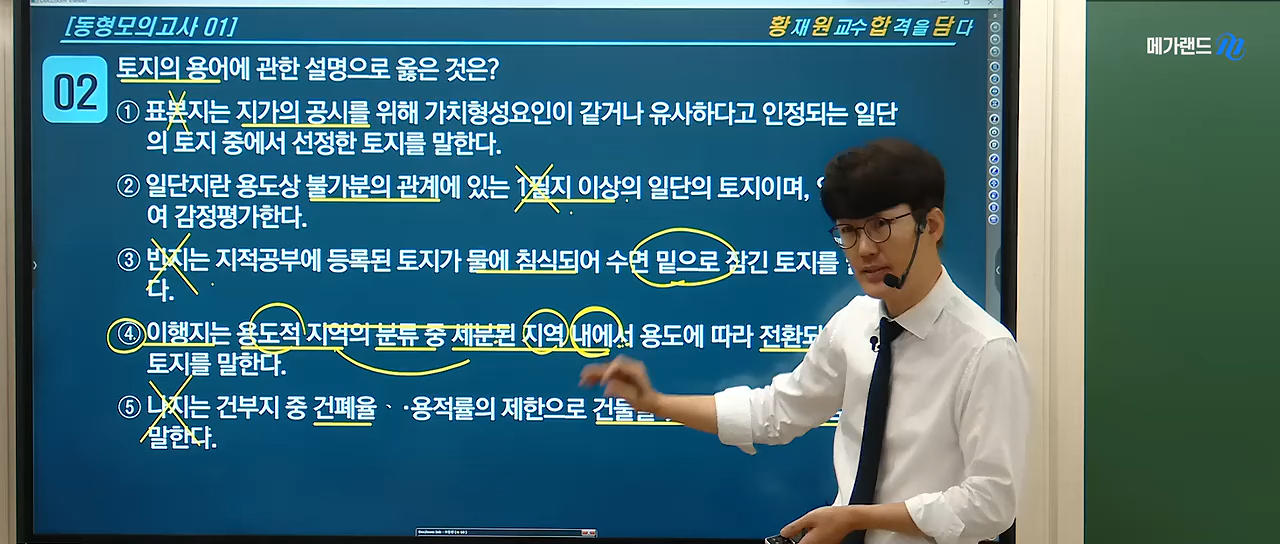 [동형모의고사 01]
황재원교수합격을담다
메가랜드
02 토지의 용어에 관한 설명으로 옳은 것은?
① 표본지는 지가의 공시를 위해 가치형성요인이 같거나 유사하다고 인정되는 일단
의 토지 중에서 선정한 토지를 말한다.
② 일단지란 용도상 불가분의 관계에 있는 1필지 이상의 일단의 토지이며,
여 감정평가한다.
③ 빈지는 지적공부에 등록된 토지가 물에 침식되어 수면 밑으로 잠긴 토지를
다.
④ 이행지는 용도적 지역의 분류 중 세분된 지역 내에서 용도에 따라 전환되
토지를 말한다.
⑤ 나지는 건부지 중 건폐율ㆍ용적률의 제한으로 건물을
말한다.